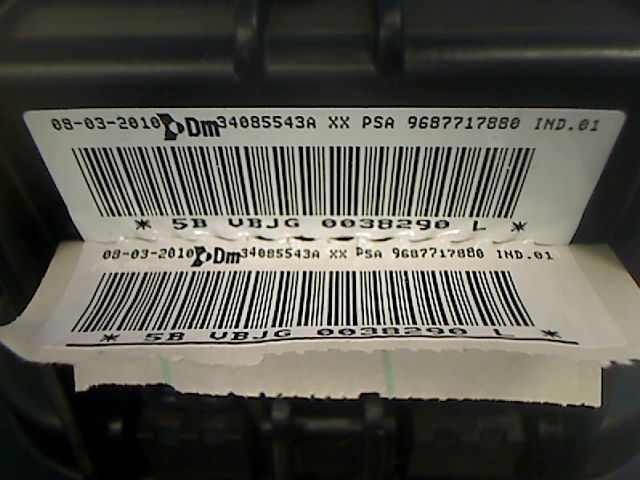 08-03-2010 Dm 34085543A XX PSA 9687717880 IND.01
* 5B VBJG 0038290 L *
08-03-2010 Dm 34085543A XX PSA 9687717880 IND.01
* 5B VBJG 0038290 L *